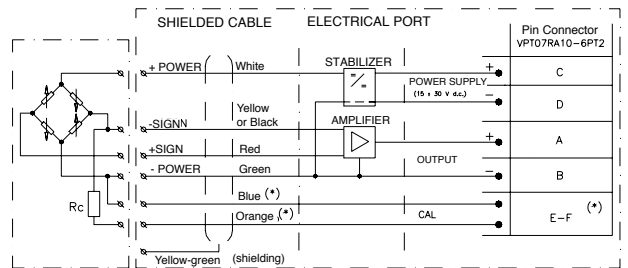 SHIELDED CABLE ELECTRICAL PORT
Pin Connector
VPT07RA10-6PT2
+ POWER White STABILIZER + C
= / =
POWER SUPPLY
(15 ÷ 30 V d.c.)
- D
-SIGNN Yellow
or Black
AMPLIFIER + A
+SIGN Red
OUTPUT
- POWER Green - B
Blue (*)
Rc
Orange (*) CAL E-F (*)
Yellow-green (shielding)